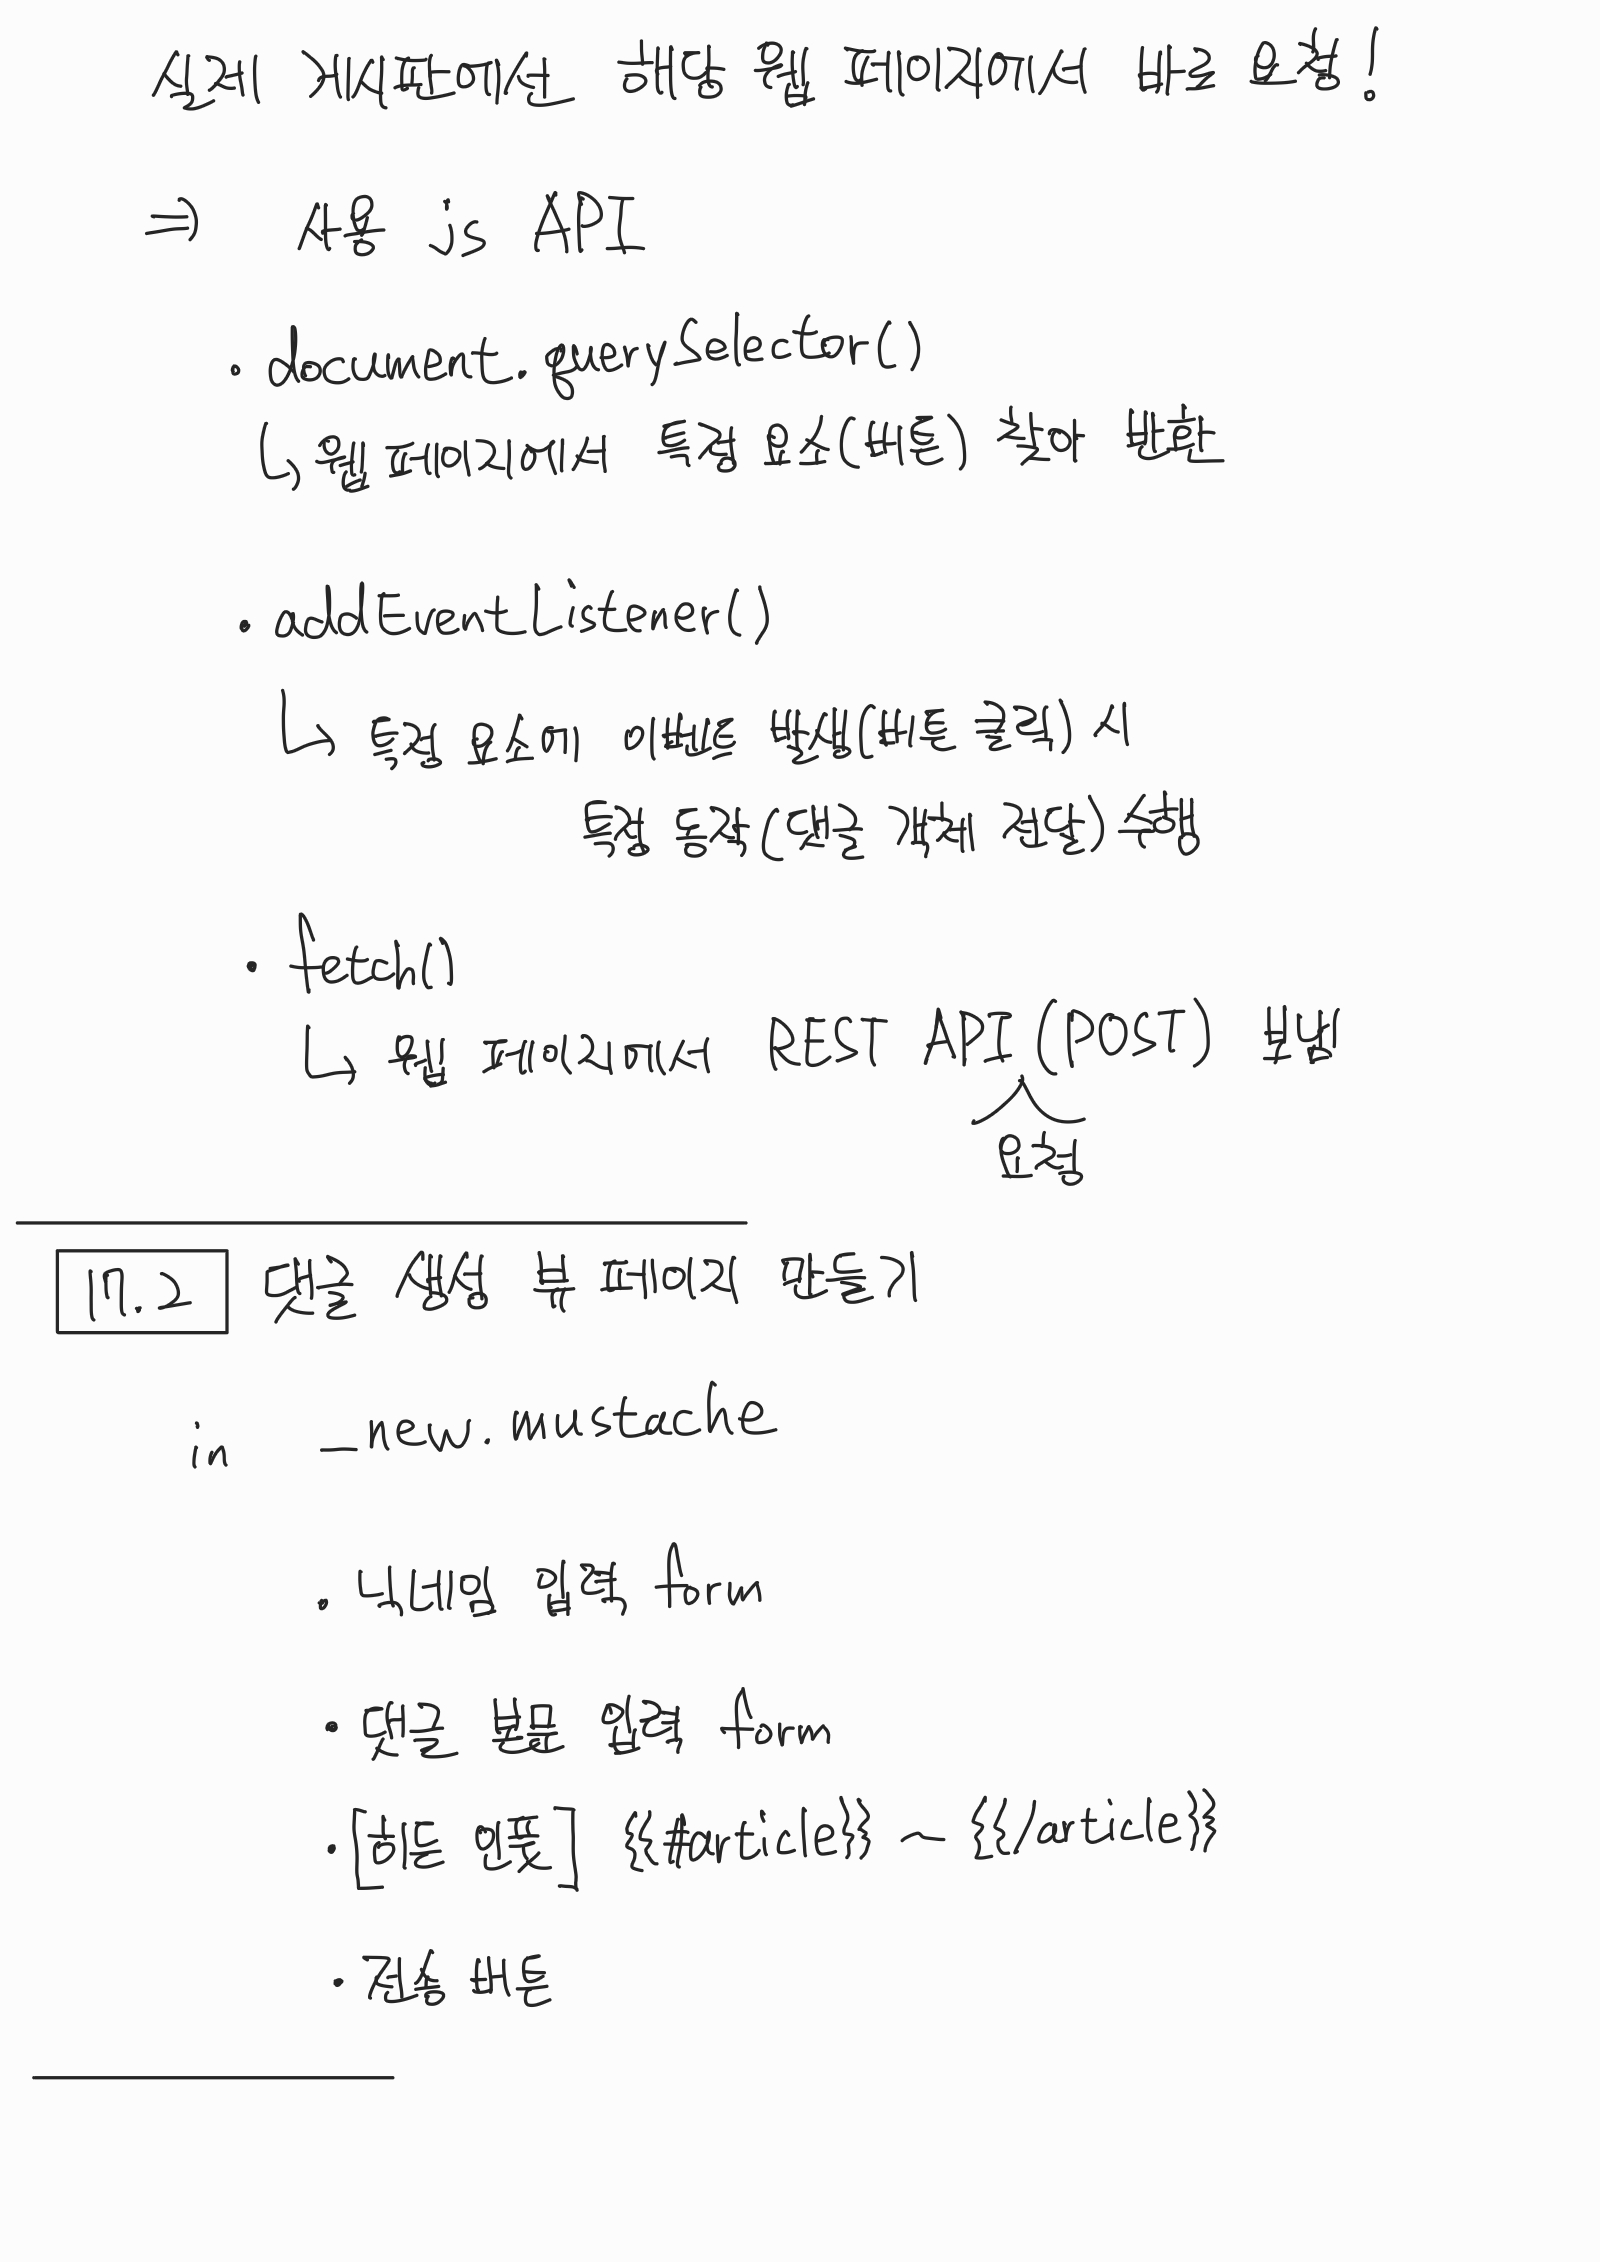 실제 게시판에선 해당 웹 페이지에서 바로 요청!
⇒ 사용 js API
· document.querySelector()
↳ 웹 페이지에서 특정 요소(버튼) 찾아 반환
· addEventListener()
↳ 특정 요소에 이벤트 발생(버튼 클릭) 시
특정 동작(댓글 객체 전달) 수행
· fetch()
↳ 웹 페이지에서 REST API (POST) 보냄
요청
17.2 댓글 생성 뷰 페이지 만들기
in _new.mustache
· 닉네임 입력 form
· 댓글 본문 입력 form
· [히든 인풋] {{#article}} ~ {{/article}}
· 전송 버튼